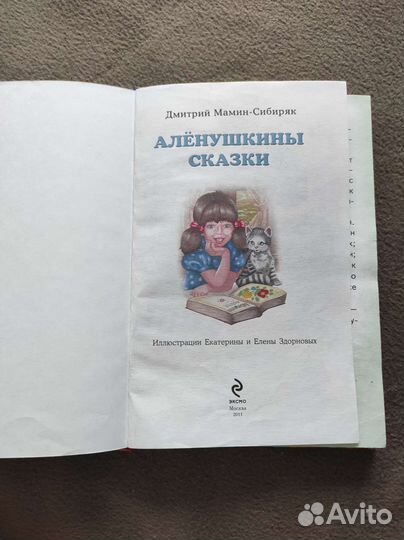 Дмитрий Мамин-Сибиряк
АЛЁНУШКИНЫ
СКАЗКИ
Иллюстрации Екатерины и Елены Здорновых
ЭКСМО
Москва
2011
Avito